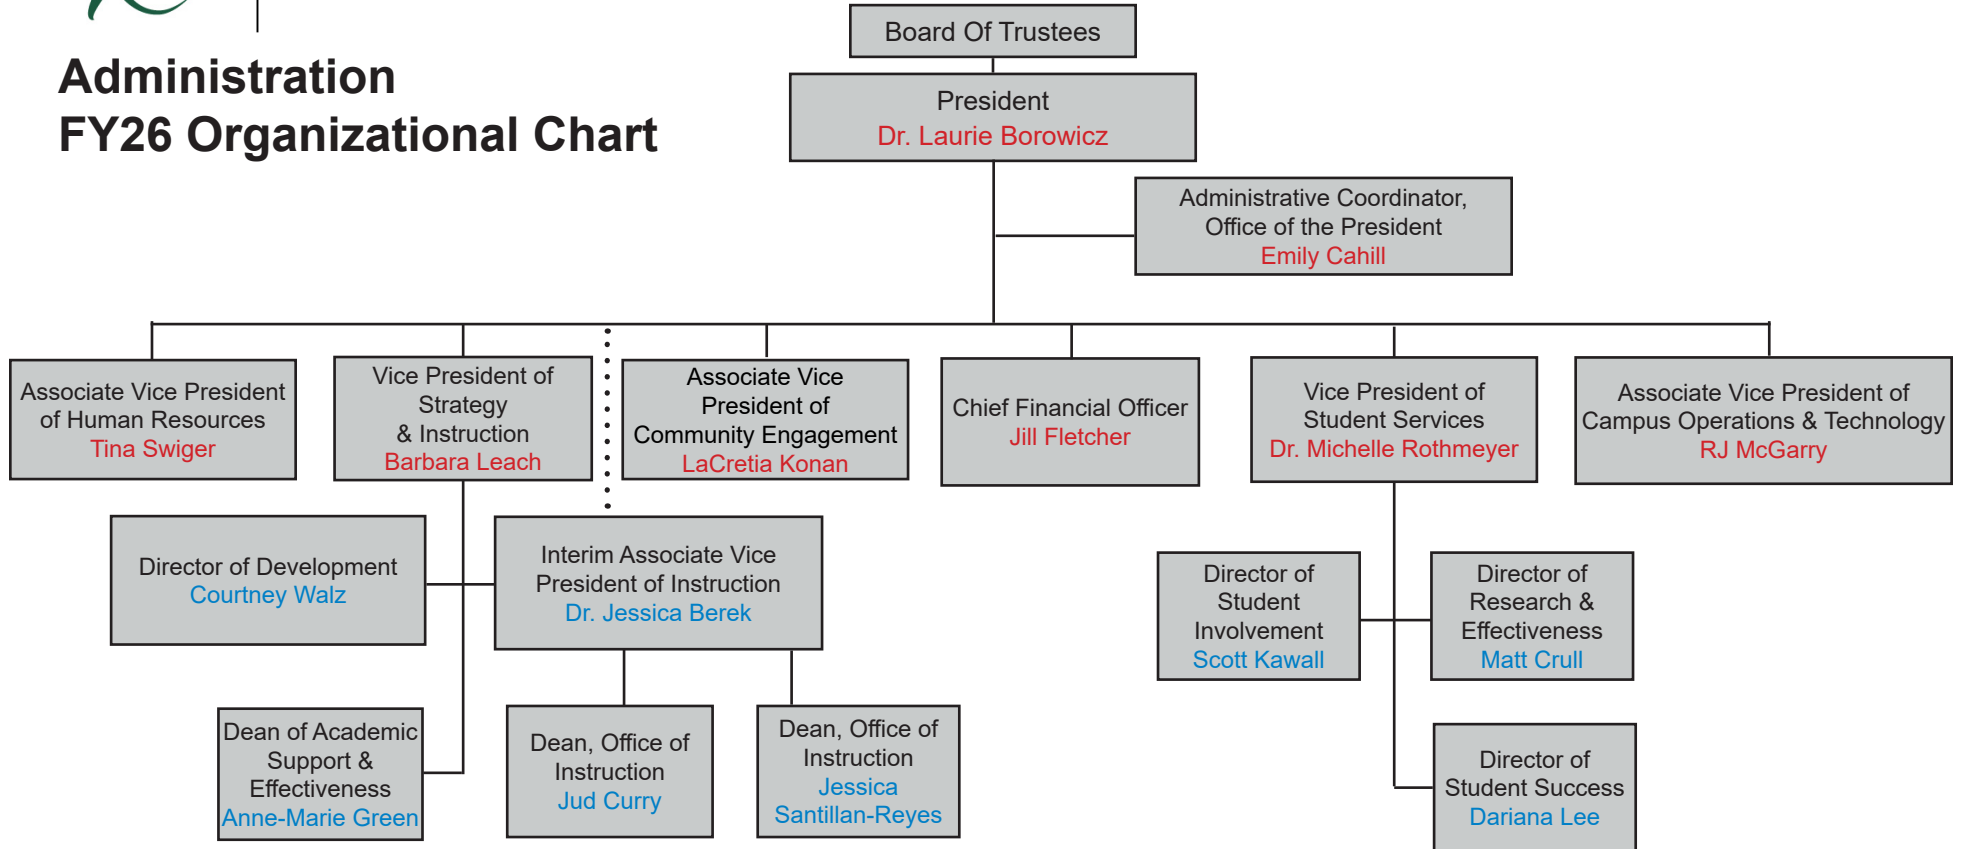 Administration
FY26 Organizational Chart
Board Of Trustees
President
Dr. Laurie Borowicz
Administrative Coordinator,
Office of the President
Emily Cahill
Associate Vice President
of Human Resources
Tina Swiger
Vice President of
Strategy
& Instruction
Barbara Leach
Associate Vice
President of
Community Engagement
LaCretia Konan
Chief Financial Officer
Jill Fletcher
Vice President of
Student Services
Dr. Michelle Rothmeyer
Associate Vice President of
Campus Operations & Technology
RJ McGarry
Director of Development
Courtney Walz
Interim Associate Vice
President of Instruction
Dr. Jessica Berek
Director of
Student
Involvement
Scott Kawall
Director of
Research &
Effectiveness
Matt Crull
Dean of Academic
Support &
Effectiveness
Anne-Marie Green
Dean, Office of
Instruction
Jud Curry
Dean, Office of
Instruction
Jessica
Santillan-Reyes
Director of
Student Success
Dariana Lee